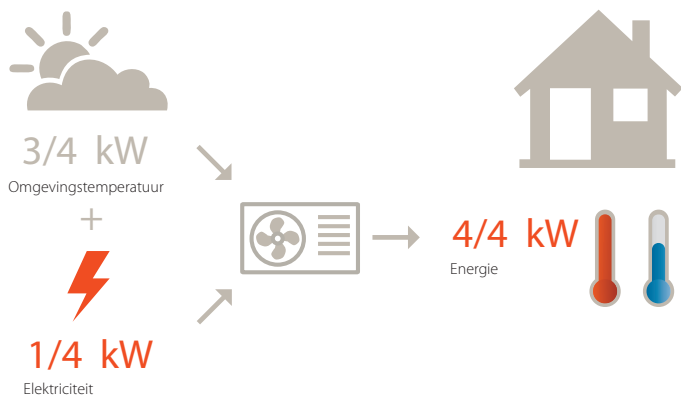 3/4 kW
Omgevingstemperatuur
+
1/4 kW
Elektriciteit
4/4 kW
Energie